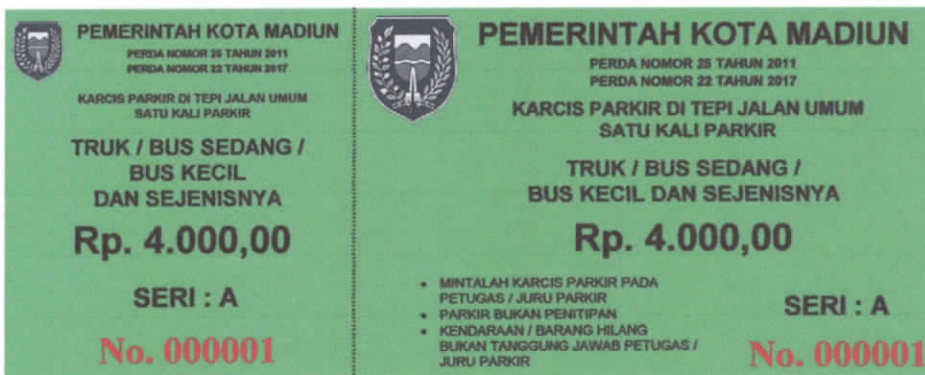 PEMERINTAH KOTA MADIUN
PERDA NOMOR 25 TAHUN 2011
PERDA NOMOR 22 TAHUN 2017
KARCIS PARKIR DI TEPI JALAN UMUM
SATU KALI PARKIR
TRUK / BUS SEDANG /
BUS KECIL
DAN SEJENISNYA
Rp. 4.000,00
SERI : A
No. 000001
PEMERINTAH KOTA MADIUN
PERDA NOMOR 25 TAHUN 2011
PERDA NOMOR 22 TAHUN 2017
KARCIS PARKIR DI TEPI JALAN UMUM
SATU KALI PARKIR
TRUK / BUS SEDANG /
BUS KECIL DAN SEJENISNYA
Rp. 4.000,00
• MINTALAH KARCIS PARKIR PADA
PETUGAS / JURU PARKIR
• PARKIR BUKAN PENITIPAN
• KENDARAAN / BARANG HILANG
BUKAN TANGGUNG JAWAB PETUGAS /
JURU PARKIR
SERI : A
No. 000001